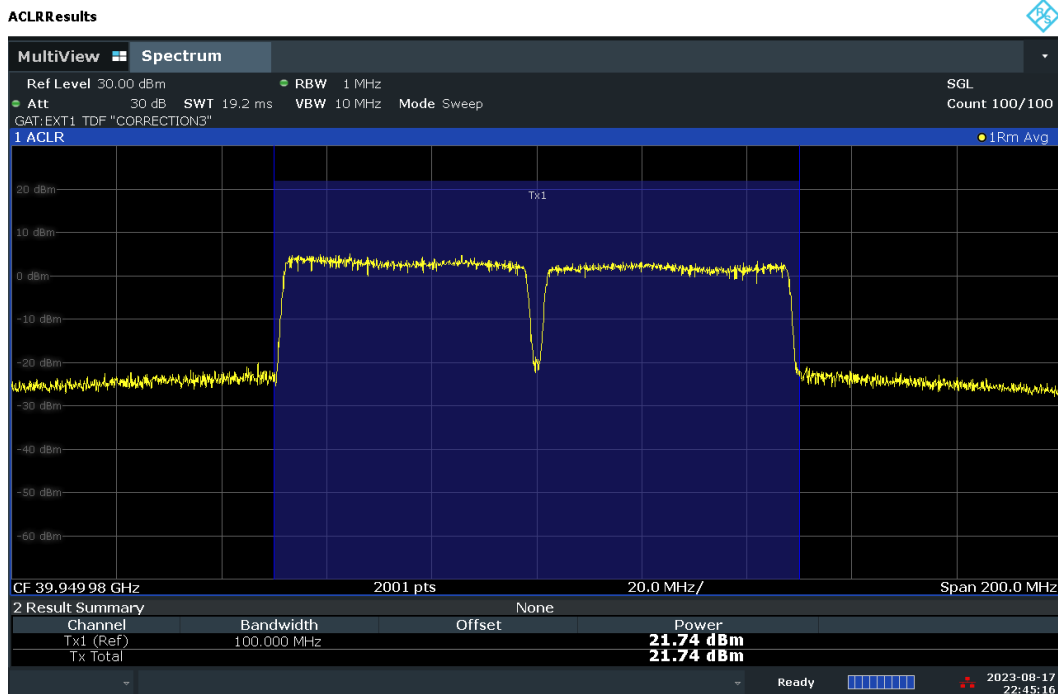 ACLRResults
R&S
MultiView Spectrum
Ref Level 30.00 dBm RBW 1 MHz SGL
Att 30 dB SWT 19.2 ms VBW 10 MHz Mode Sweep Count 100/100
GAT:EXT1 TDF "CORRECTION3"
1 ACLR 1Rm Avg
Tx1
20 dBm
10 dBm
0 dBm
-10 dBm
-20 dBm
-30 dBm
-40 dBm
-50 dBm
-60 dBm
CF 39.94998 GHz 2001 pts 20.0 MHz/ Span 200.0 MHz
2 Result Summary None
Channel Bandwidth Offset Power
Tx1 (Ref) 100.000 MHz 21.74 dBm
Tx Total 21.74 dBm
Ready 2023-08-17
22:45:16